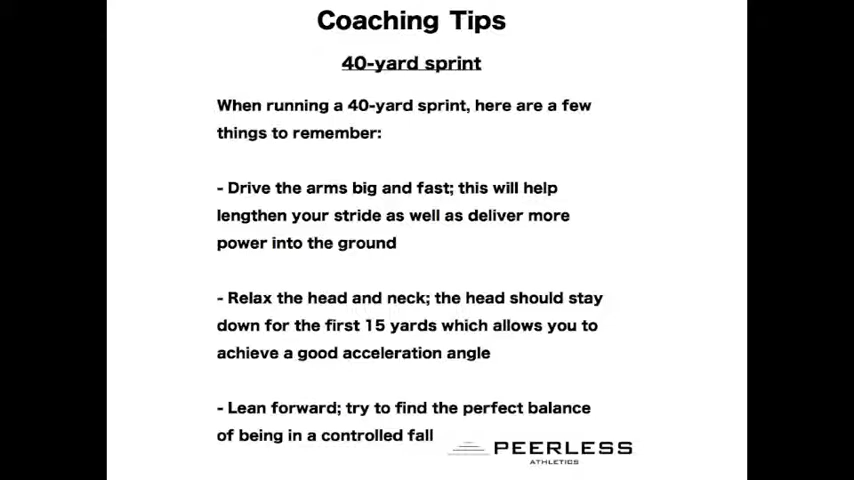 Coaching Tips
40-yard sprint
When running a 40-yard sprint, here are a few
things to remember:
- Drive the arms big and fast; this will help
lengthen your stride as well as deliver more
power into the ground
- Relax the head and neck; the head should stay
down for the first 15 yards which allows you to
achieve a good acceleration angle
- Lean forward; try to find the perfect balance
of being in a controlled fall
PEERLESS
ATHLETICS